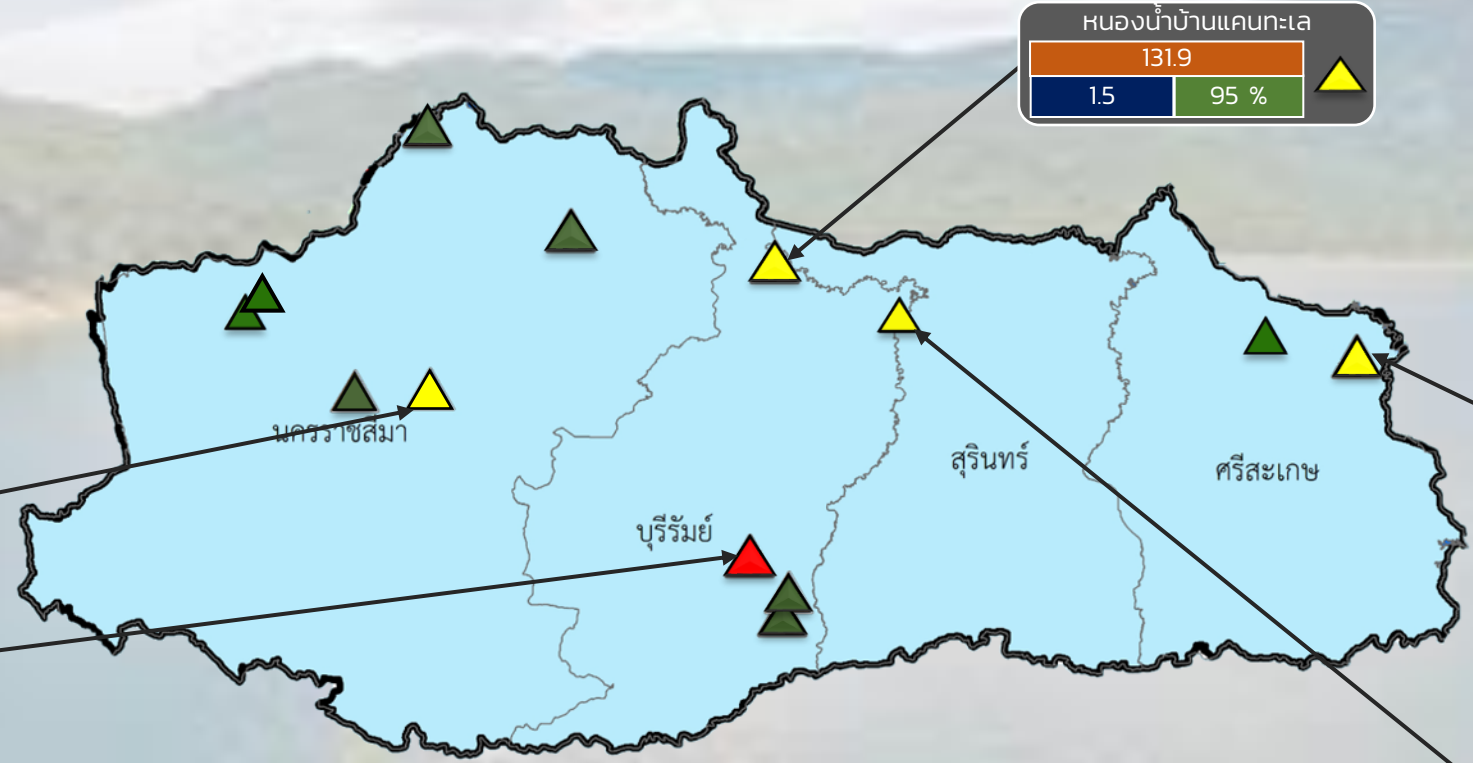 หนองน้ำบ้านแคนทะเล
131.9
1.5 95 %
นครราชสีมา
สุรินทร์
ศรีสะเกษ
บุรีรัมย์